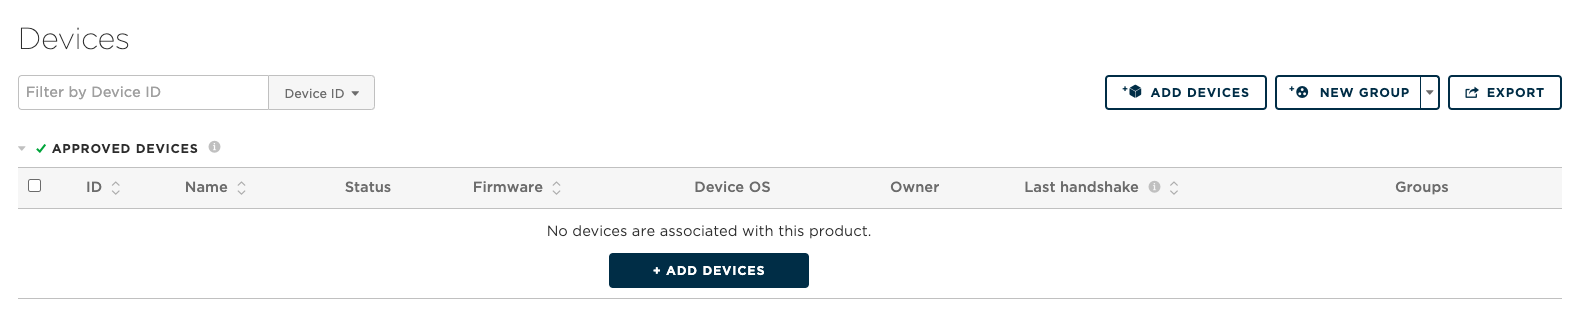 Devices
Filter by Device ID Device ID
ADD DEVICES NEW GROUP EXPORT
APPROVED DEVICES
ID Name Status Firmware Device OS Owner Last handshake Groups
No devices are associated with this product.
+ ADD DEVICES